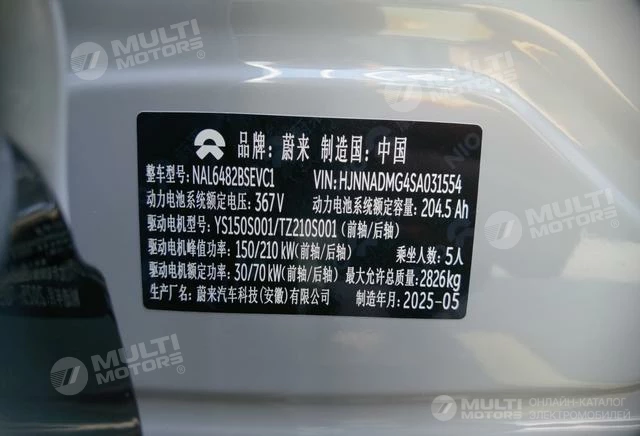 MULTI
MOTORS
MULTI
MOTORS
品牌：蔚来 制造国：中国
整车型号：NAL6482BSEVC1 VIN：HJNNADMG4SA031554
动力电池系统额定电压：367V 动力电池系统额定容量：204.5 Ah
驱动电机型号：YS150S001/TZ210S001（前轴/后轴）
驱动电机峰值功率：150/210 kW（前轴/后轴） 乘坐人数：5人
驱动电机额定功率：30/70 kW（前轴/后轴） 最大允许总质量：2826kg
生产厂名：蔚来汽车科技(安徽)有限公司 制造年月：2025-05
MULTI
MOTORS
MULTI
MOTORS
MULTI
MOTORS
ОНЛАЙН-КАТАЛОГ
ЭЛЕКТРОМОБИЛЕЙ